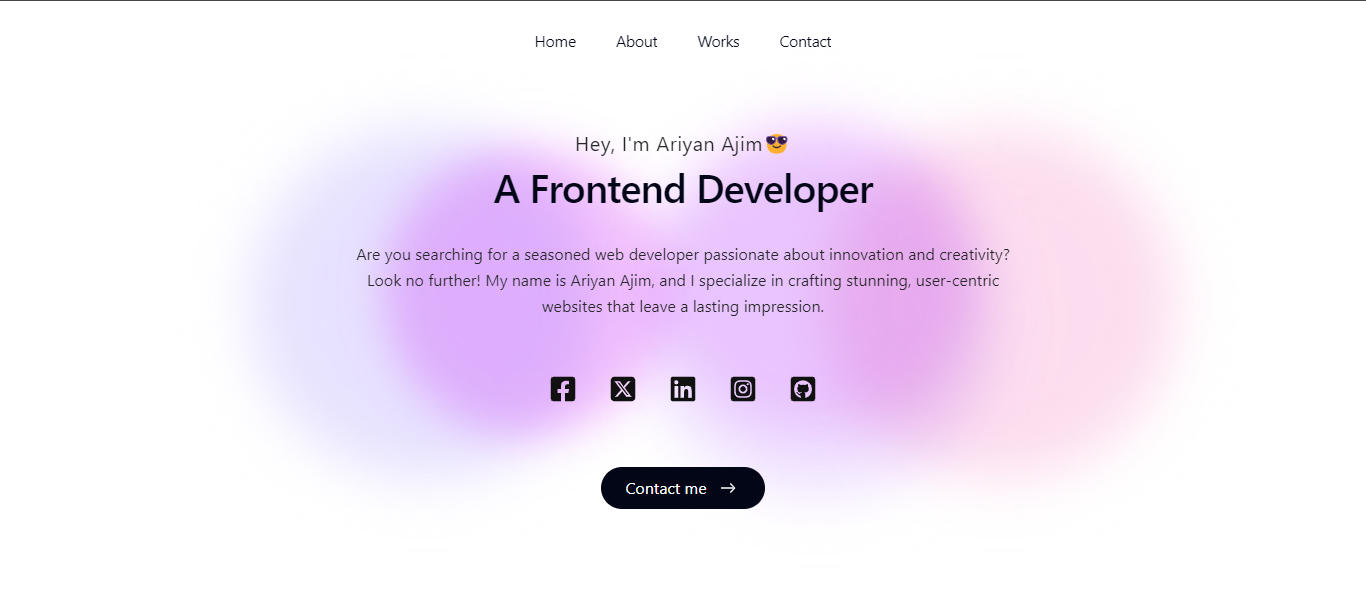 Home About Works Contact
Hey, I'm Ariyan Ajim😎
A Frontend Developer
Are you searching for a seasoned web developer passionate about innovation and creativity?
Look no further! My name is Ariyan Ajim, and I specialize in crafting stunning, user-centric
websites that leave a lasting impression.
Contact me →